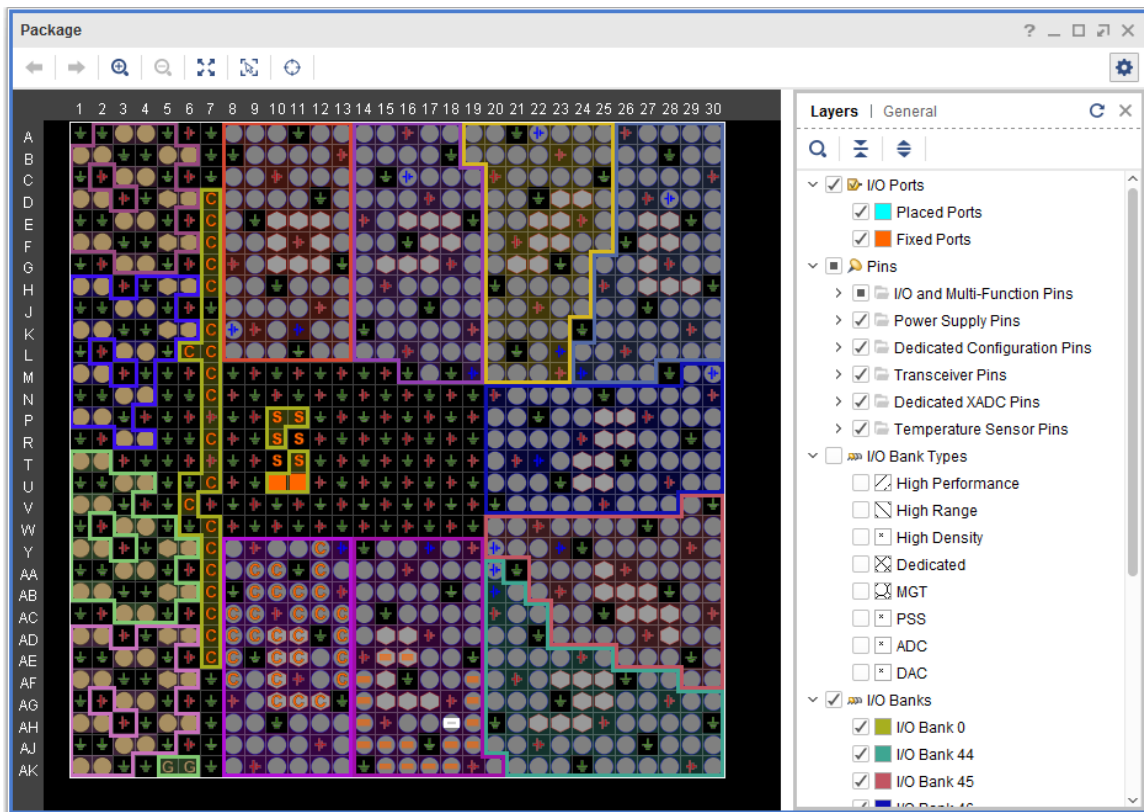 Package
?
Layers | General
1 2 3 4 5 6 7 8 9 10 11 12 13 14 15 16 17 18 19 20 21 22 23 24 25 26 27 28 29 30
A
B
C
D C
E C
F C
G C
H C
J C
K C
L C C
M C
N C
P S S
R C S
T S
U C
V C
W C
Y C C
AA C C C C C
AB C C C C C
AC C C C C C C
AD C C C C C C
AE C C C C C
AF C C C C
AG C C C
AH
AJ
AK G G
I/O Ports
Placed Ports
Fixed Ports
Pins
I/O and Multi-Function Pins
Power Supply Pins
Dedicated Configuration Pins
Transceiver Pins
Dedicated XADC Pins
Temperature Sensor Pins
I/O Bank Types
High Performance
High Range
High Density
Dedicated
MGT
PSS
ADC
DAC
I/O Banks
I/O Bank 0
I/O Bank 44
I/O Bank 45
I/O Bank 46